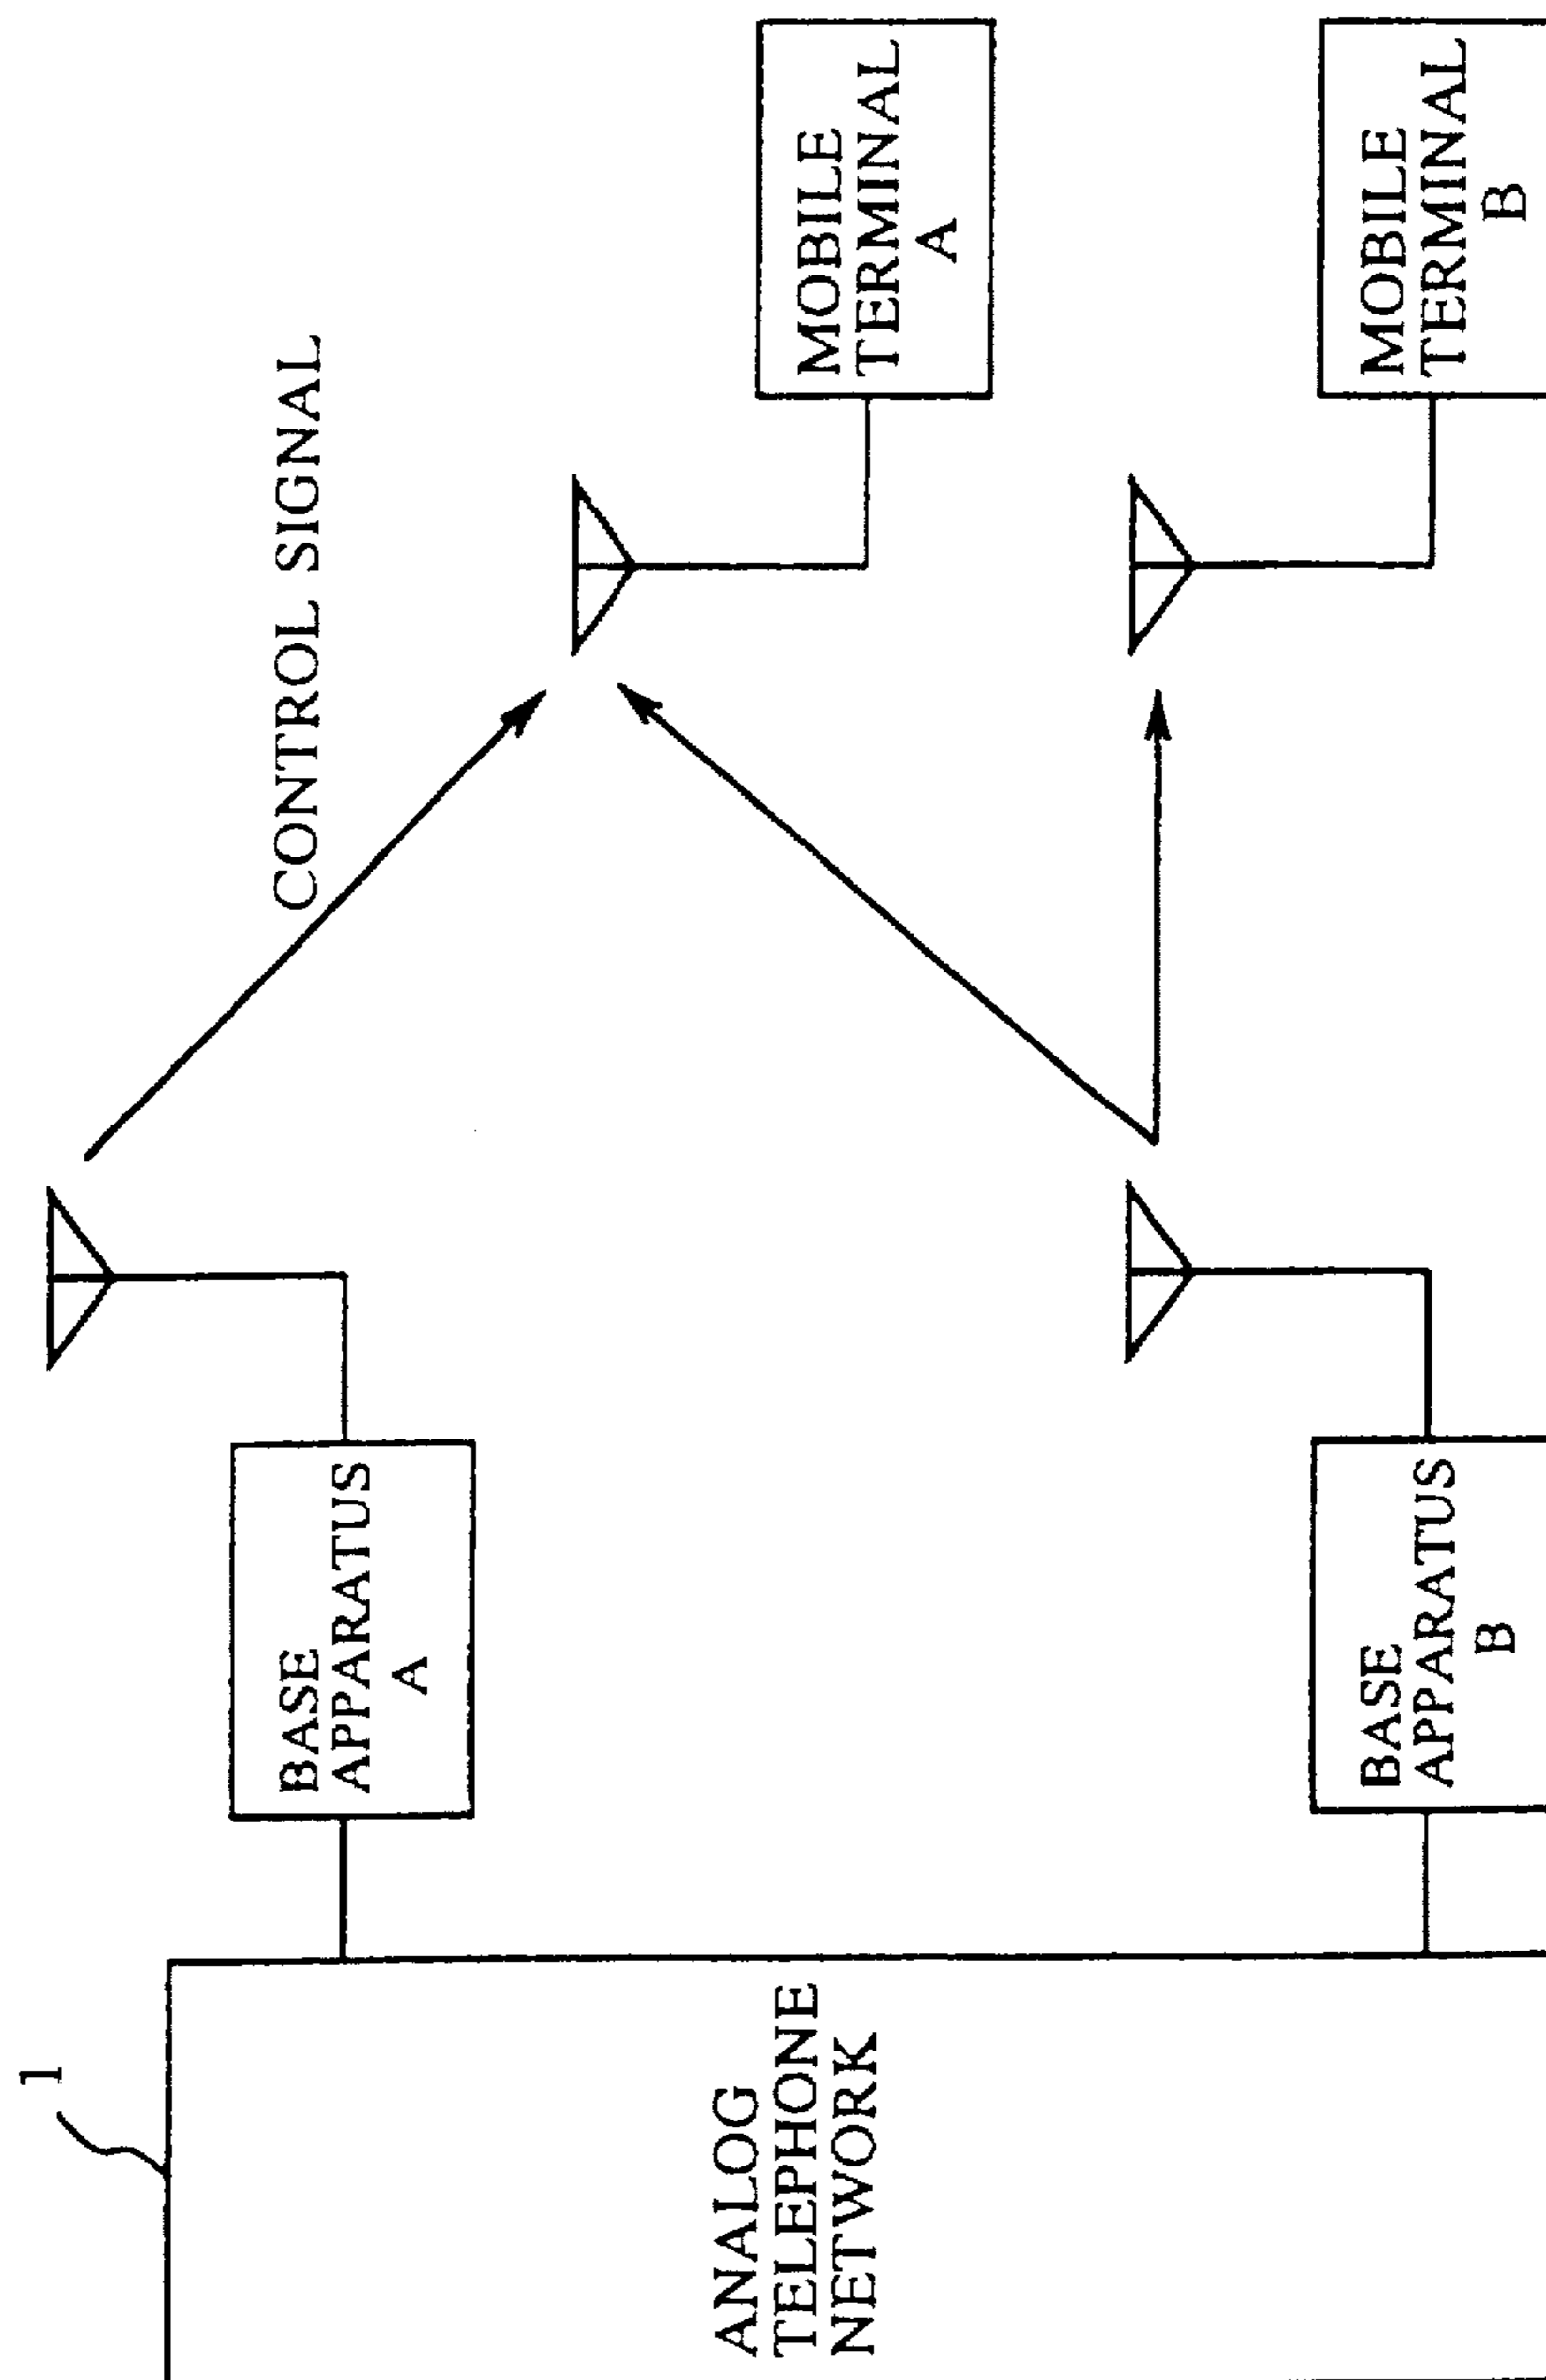 1
ANALOG
TELEPHONE
NETWORK
BASE
APPARATUS
A
CONTROL SIGNAL
MOBILE
TERMINAL
A
BASE
APPARATUS
B
MOBILE
TERMINAL
B